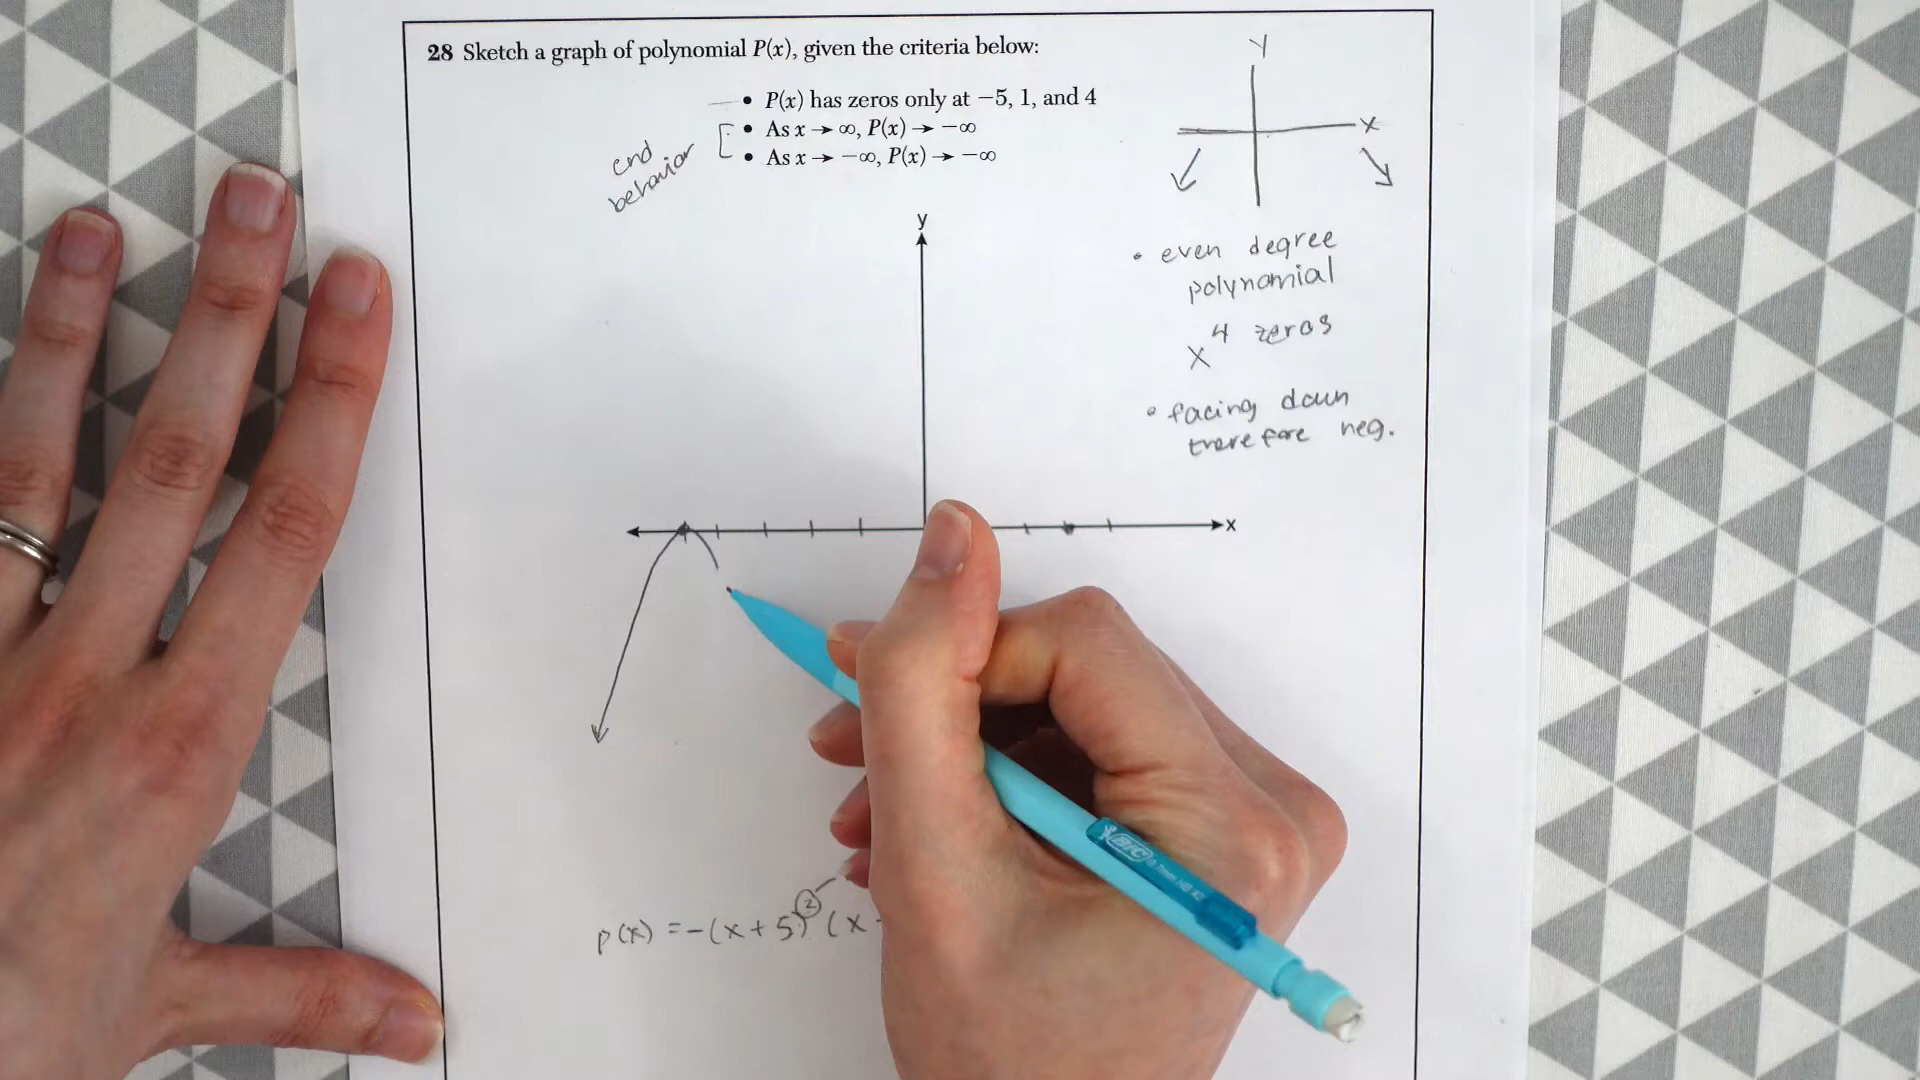 28 Sketch a graph of polynomial P(x), given the criteria below:
• P(x) has zeros only at −5, 1, and 4
• As x → ∞, P(x) → −∞
• As x → −∞, P(x) → −∞
end
behavior
y
x
• even degree
polynomial
x⁴ zeros
• facing down
therefore neg.
y
x
p(x) = -(x+5)² (x -
BIC